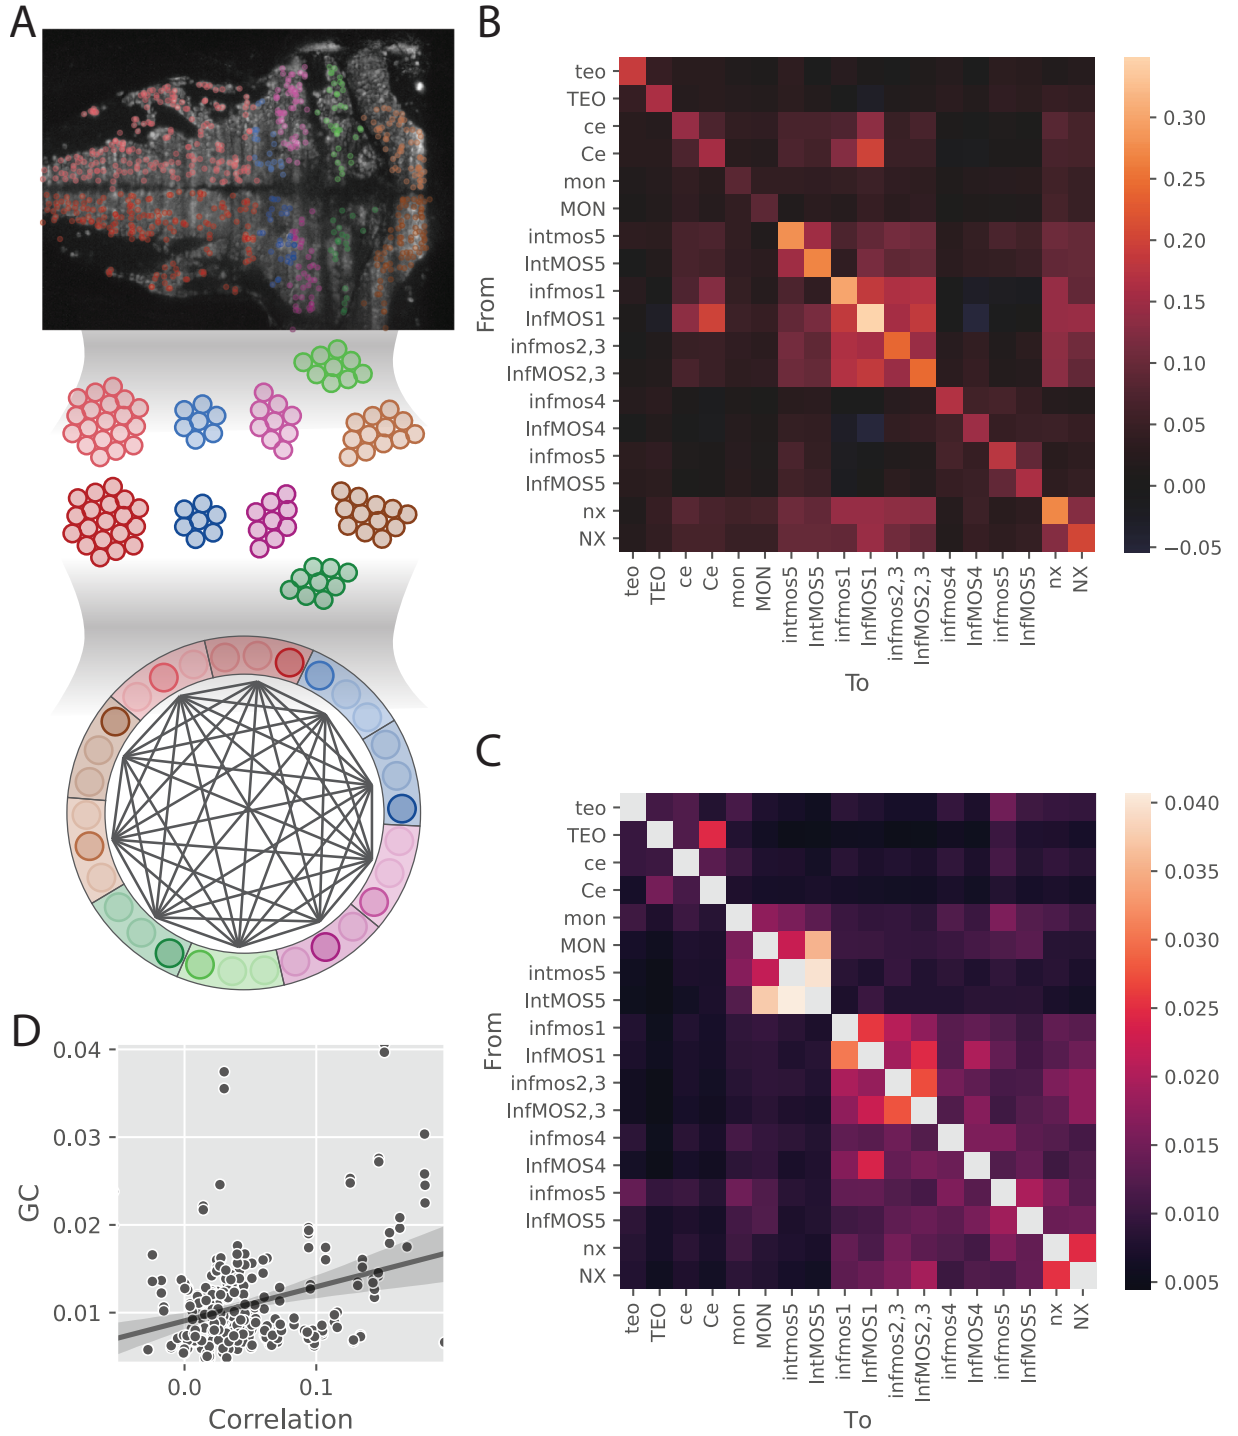 A
B
teo
TEO
ce
Ce
mon
MON
intmos5
IntMOS5
infmos1
InfMOS1
infmos2,3
InfMOS2,3
infmos4
InfMOS4
infmos5
InfMOS5
nx
NX
From
teo
TEO
ce
Ce
mon
MON
intmos5
IntMOS5
infmos1
InfMOS1
infmos2,3
InfMOS2,3
infmos4
InfMOS4
infmos5
InfMOS5
nx
NX
To
0.30
0.25
0.20
0.15
0.10
0.05
0.00
−0.05
C
teo
TEO
ce
Ce
mon
MON
intmos5
IntMOS5
infmos1
InfMOS1
infmos2,3
InfMOS2,3
infmos4
InfMOS4
infmos5
InfMOS5
nx
NX
From
teo
TEO
ce
Ce
mon
MON
intmos5
IntMOS5
infmos1
InfMOS1
infmos2,3
InfMOS2,3
infmos4
InfMOS4
infmos5
InfMOS5
nx
NX
To
0.040
0.035
0.030
0.025
0.020
0.015
0.010
0.005
D
0.04
0.03
0.02
0.01
GC
0.0
0.1
Correlation